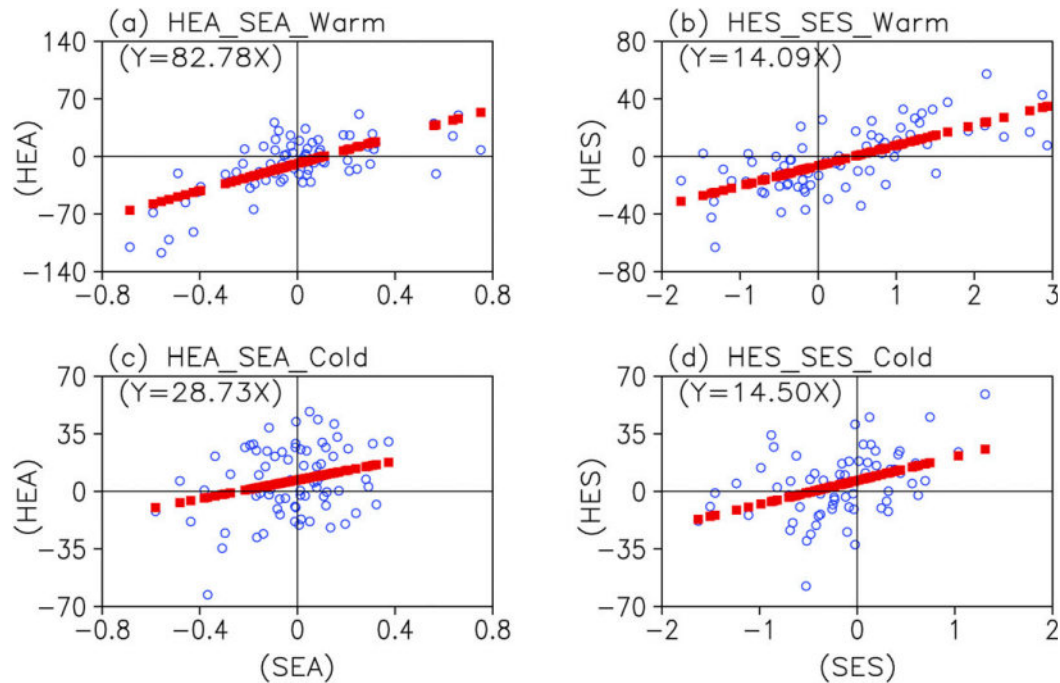 (a) HEA_SEA_Warm
(b) HES_SES_Warm
140
(Y=82.78X)
80
(Y=14.09X)
70
40
(HEA)
0
(HES)
0
−70
−40
−140
−80
−0.8 −0.4 0 0.4 0.8
−2 −1 0 1 2 3
(c) HEA_SEA_Cold
(d) HES_SES_Cold
70
(Y=28.73X)
70
(Y=14.50X)
35
35
(HEA)
0
(HES)
0
−35
−35
−70
−70
−0.8 −0.4 0 0.4 0.8
−2 −1 0 1 2
(SEA)
(SES)